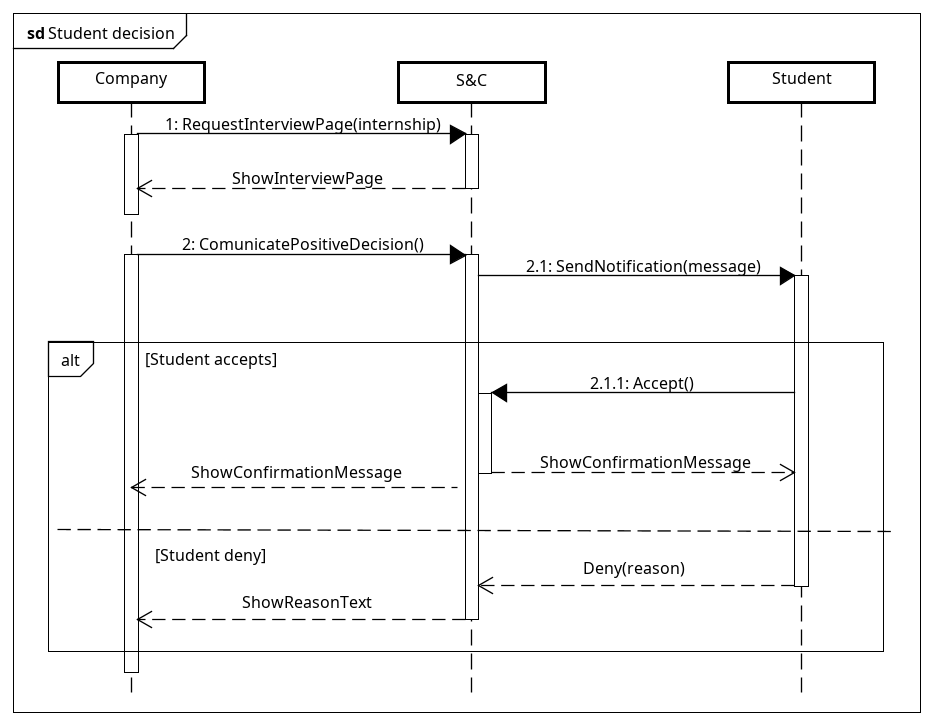 sd Student decision
Company
S&C
Student
1: RequestInterviewPage(internship)
ShowInterviewPage
2: ComunicatePositiveDecision()
2.1: SendNotification(message)
alt
[Student accepts]
2.1.1: Accept()
ShowConfirmationMessage
ShowConfirmationMessage
[Student deny]
Deny(reason)
ShowReasonText